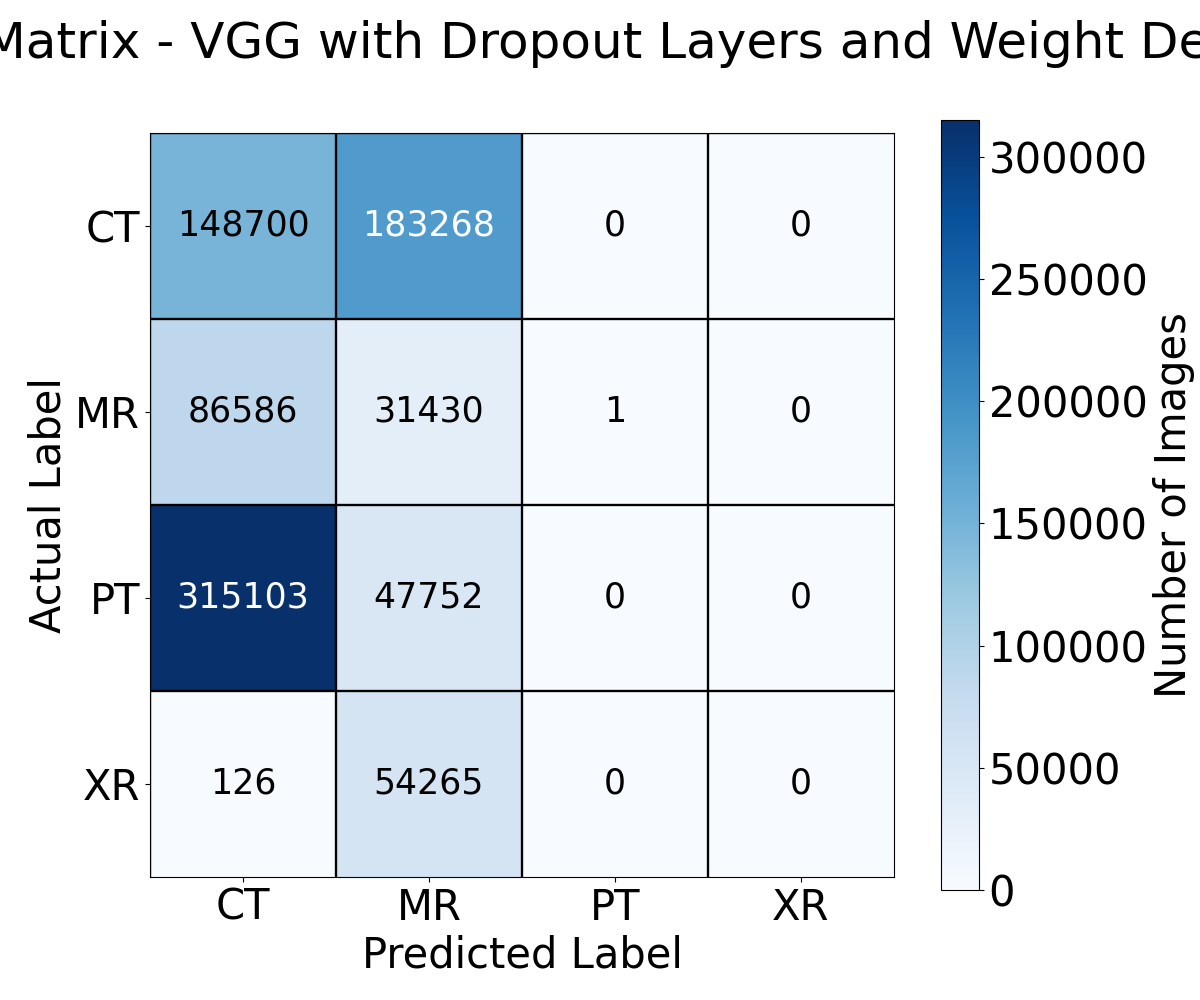 Matrix - VGG with Dropout Layers and Weight De
CT 148700 183268 0 0
MR 86586 31430 1 0
PT 315103 47752 0 0
XR 126 54265 0 0
CT MR PT XR
Predicted Label
Actual Label
300000
250000
200000
150000
100000
50000
0
Number of Images